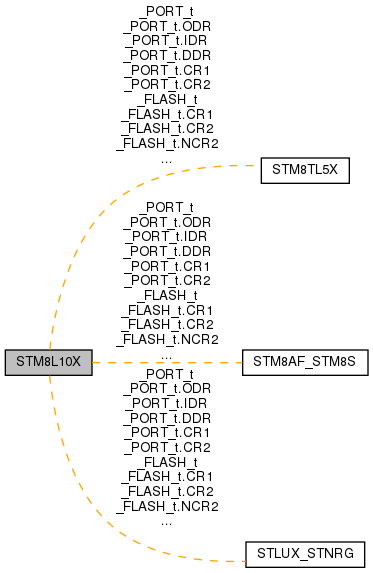 _PORT_t
_PORT_t.ODR
_PORT_t.IDR
_PORT_t.DDR
_PORT_t.CR1
_PORT_t.CR2
_FLASH_t
_FLASH_t.CR1
_FLASH_t.CR2
_FLASH_t.NCR2
...
STM8TL5X
_PORT_t
_PORT_t.ODR
_PORT_t.IDR
_PORT_t.DDR
_PORT_t.CR1
_PORT_t.CR2
_FLASH_t
_FLASH_t.CR1
_FLASH_t.CR2
_FLASH_t.NCR2
...
STM8L10X
STM8AF_STM8S
_PORT_t
_PORT_t.ODR
_PORT_t.IDR
_PORT_t.DDR
_PORT_t.CR1
_PORT_t.CR2
_FLASH_t
_FLASH_t.CR1
_FLASH_t.CR2
_FLASH_t.NCR2
...
STLUX_STNRG